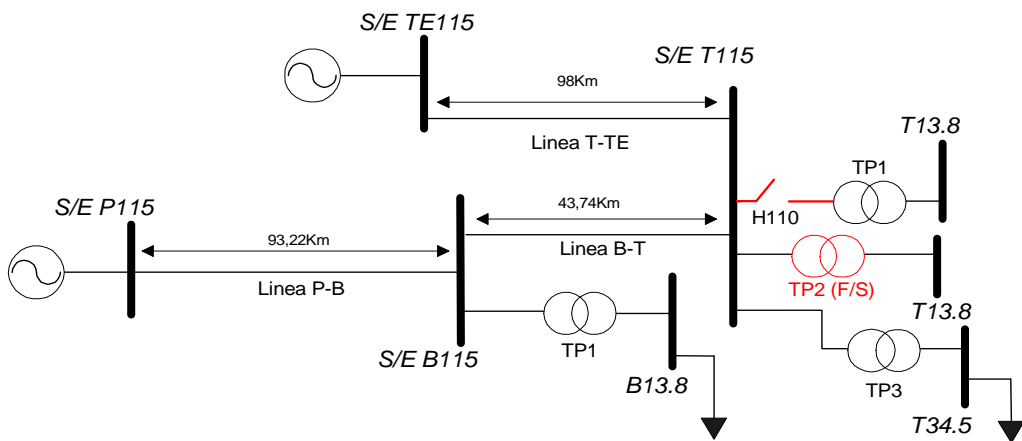 S/E TE115
S/E T115
98Km
Linea T-TE
T13.8
TP1
H110
S/E P115
93,22Km
Linea P-B
43,74Km
Linea B-T
TP2 (F/S)
T13.8
S/E B115
TP1
B13.8
TP3
T34.5